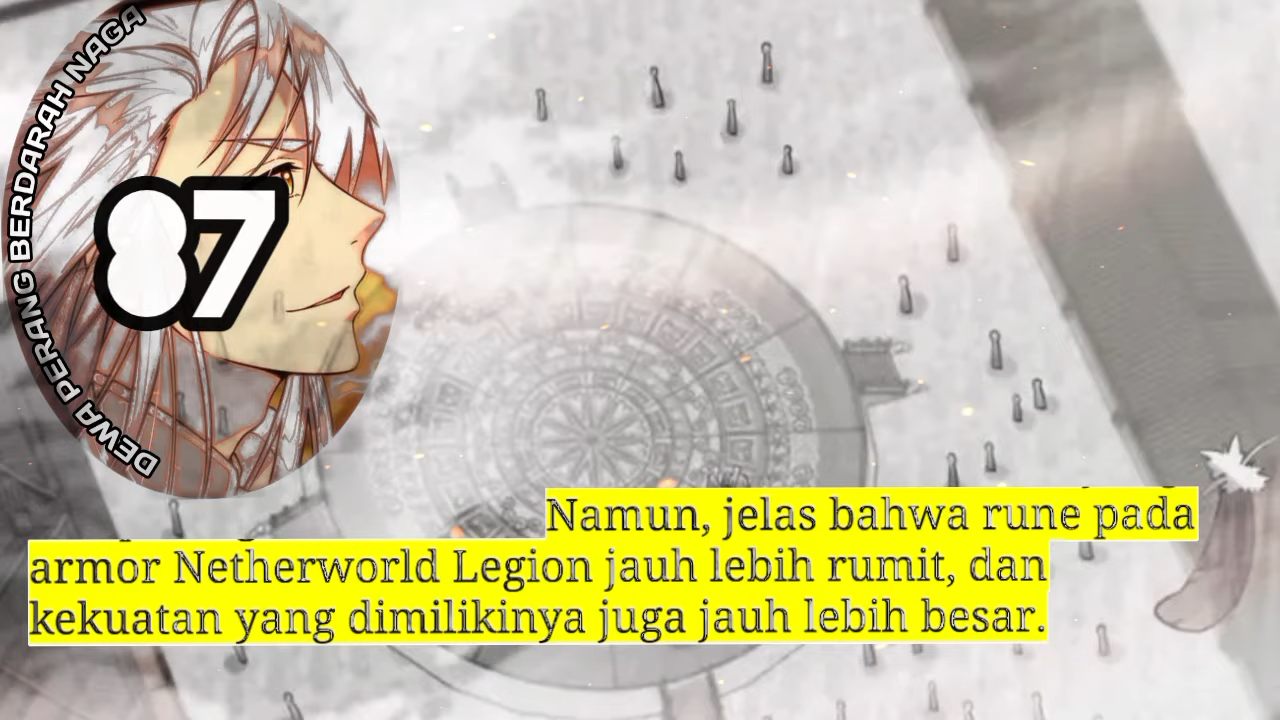 DEWA PERANG BERDARAH NAGA
87
Namun, jelas bahwa rune pada
armor Netherworld Legion jauh lebih rumit, dan
kekuatan yang dimilikinya juga jauh lebih besar.